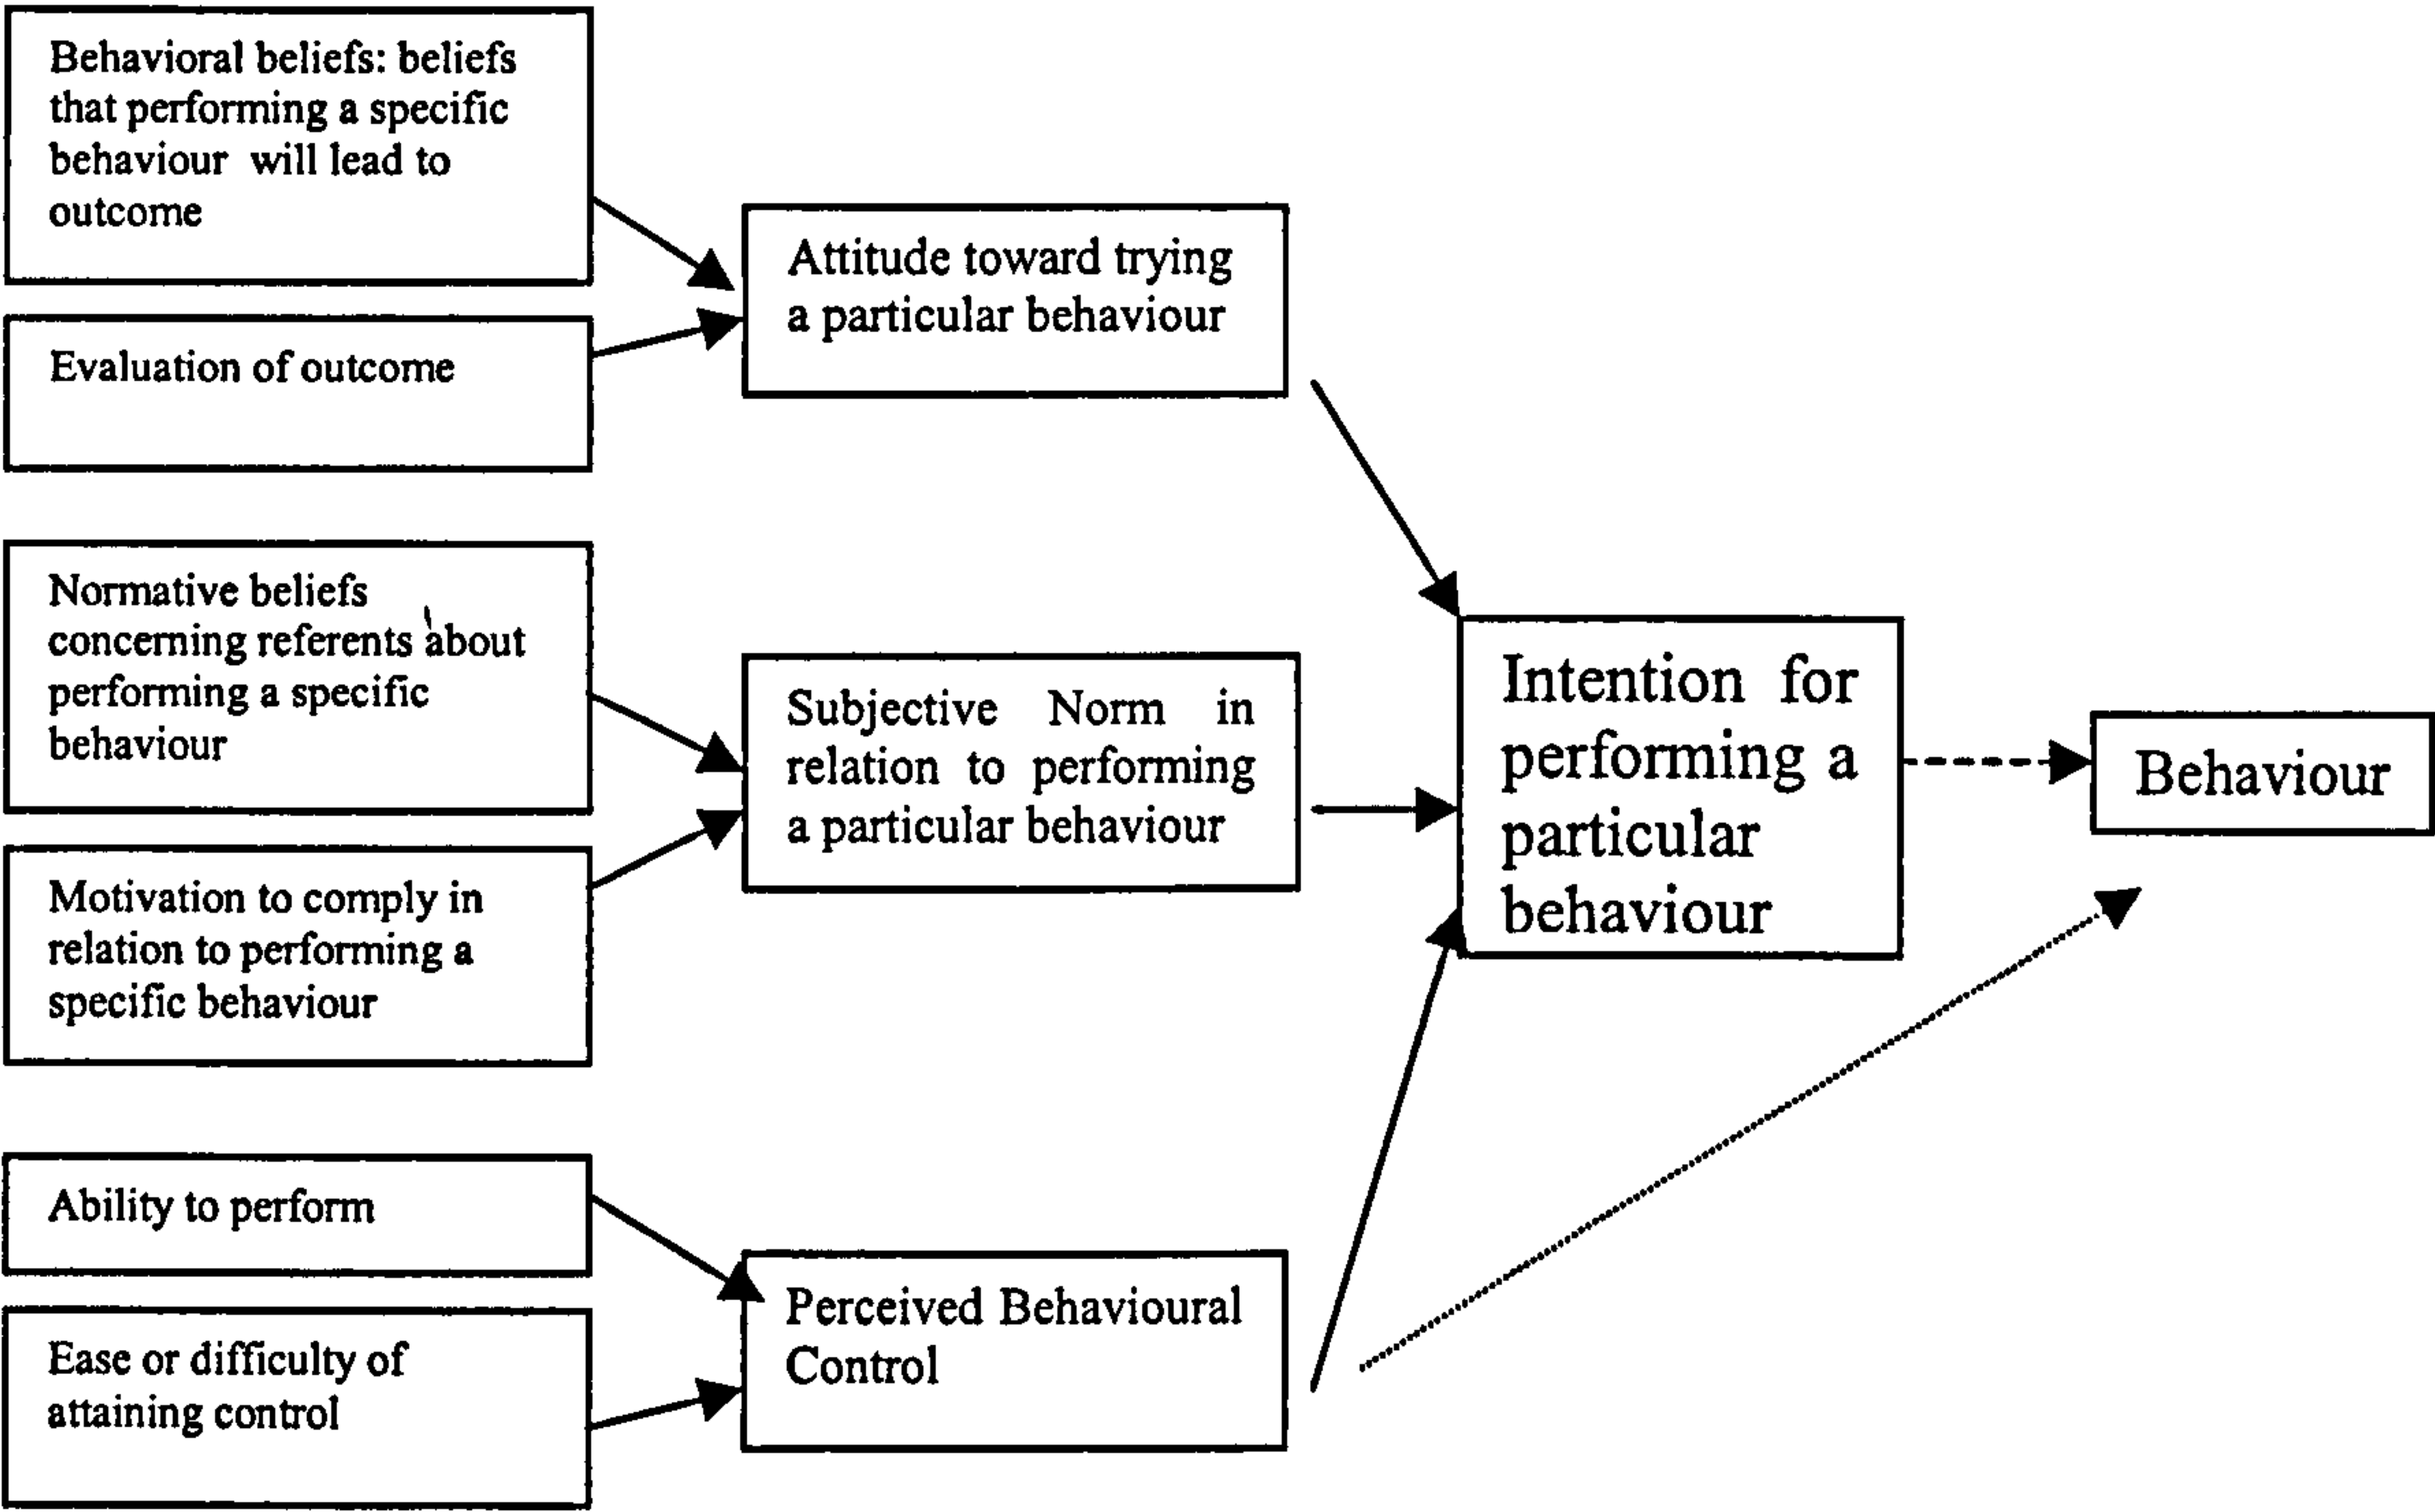 Behavioral beliefs: beliefs
that performing a specific
behaviour will lead to
outcome
Evaluation of outcome
Attitude toward trying
a particular behaviour
Normative beliefs
concerning referents about
performing a specific
behaviour
Motivation to comply in
relation to performing a
specific behaviour
Subjective Norm in
relation to performing
a particular behaviour
Ability to perform
Ease or difficulty of
attaining control
Perceived Behavioural
Control
Intention for
performing a
particular
behaviour
Behaviour